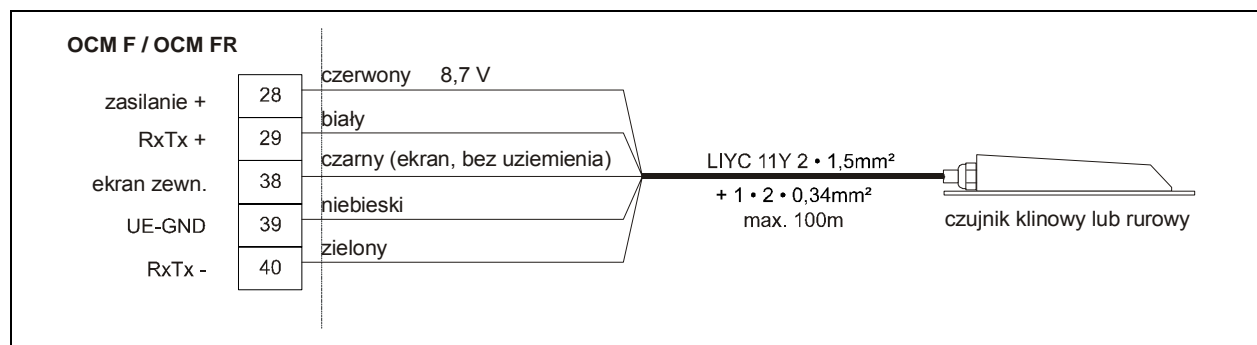 OCM F / OCM FR
zasilanie + 28 czerwony 8,7 V
RxTx + 29 biały
ekran zewn. 38 czarny (ekran, bez uziemienia)
UE-GND 39 niebieski
RxTx - 40 zielony
LIYC 11Y 2 • 1,5mm²
+ 1 • 2 • 0,34mm²
max. 100m
czujnik klinowy lub rurowy